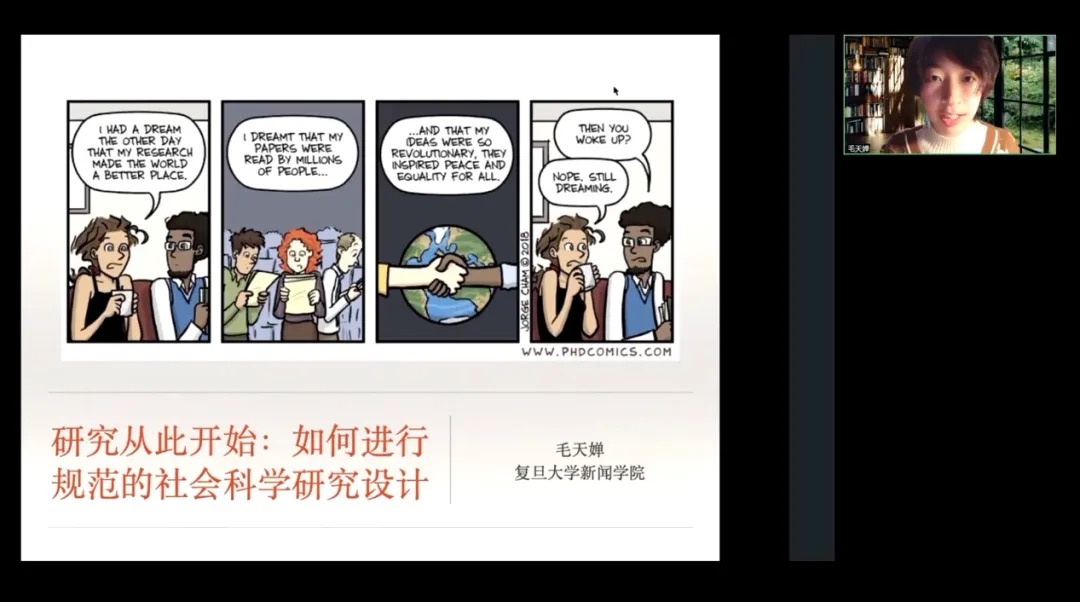 I HAD A DREAM
THE OTHER DAY
THAT MY RESEARCH
MADE THE WORLD
A BETTER PLACE.
I DREAMT THAT MY
PAPERS WERE
READ BY MILLIONS
OF PEOPLE...
...AND THAT MY
IDEAS WERE SO
REVOLUTIONARY, THEY
INSPIRED PEACE AND
EQUALITY FOR ALL.
THEN YOU
WOKE UP?
NOPE. STILL
DREAMING.
JORGE CHAM © 2018
WWW.PHDCOMICS.COM
研究从此开始：如何进行
规范的社会科学研究设计
毛天婵
复旦大学新闻学院
毛天婵